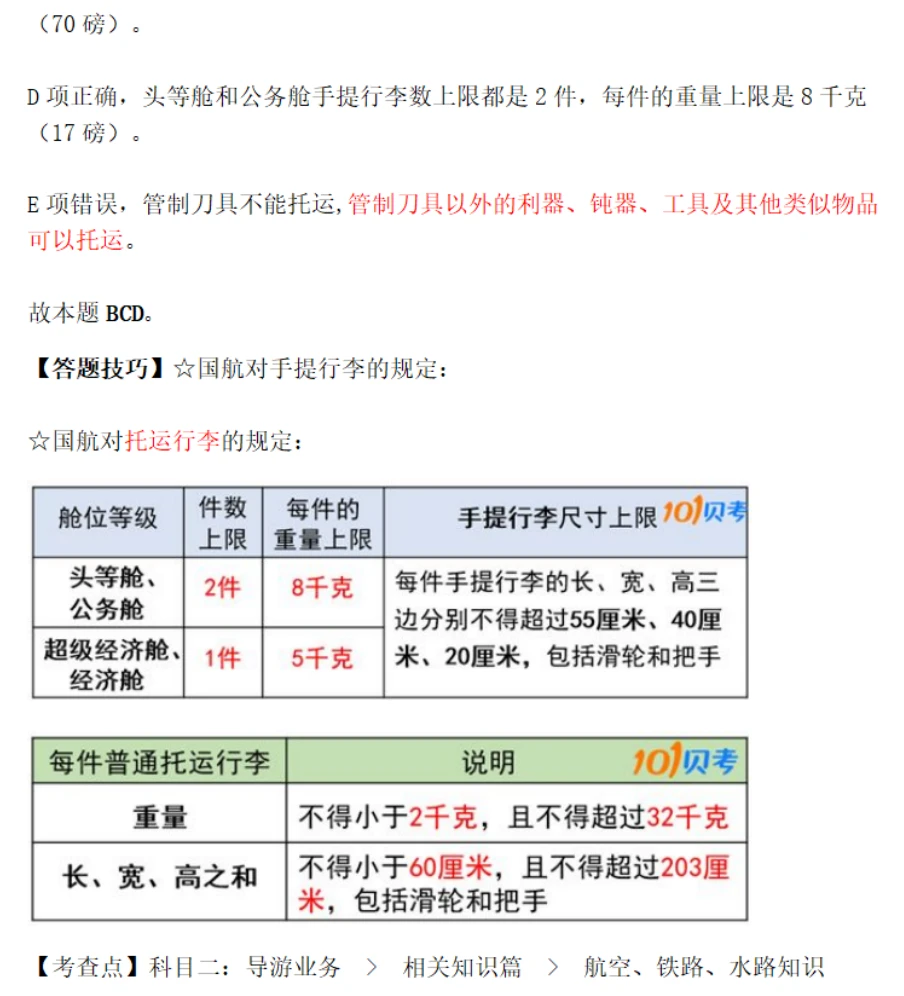 （70 磅）。
D 项正确，头等舱和公务舱手提行李数上限都是 2 件，每件的重量上限是 8 千克
（17 磅）。
E 项错误，管制刀具不能托运,管制刀具以外的利器、钝器、工具及其他类似物品
可以托运。
故本题 BCD。
【答题技巧】☆国航对手提行李的规定：
☆国航对托运行李的规定：
舱位等级
件数
上限
每件的
重量上限
手提行李尺寸上限
101贝考
头等舱、
公务舱
2件
8千克
每件手提行李的长、宽、高三
边分别不得超过55厘米、40厘
米、20厘米，包括滑轮和把手
超级经济舱、
经济舱
1件
5千克
每件普通托运行李
说明
101贝考
重量
不得小于2千克，且不得超过32千克
长、宽、高之和
不得小于60厘米，且不得超过203厘
米，包括滑轮和把手
【考查点】科目二：导游业务 > 相关知识篇 > 航空、铁路、水路知识